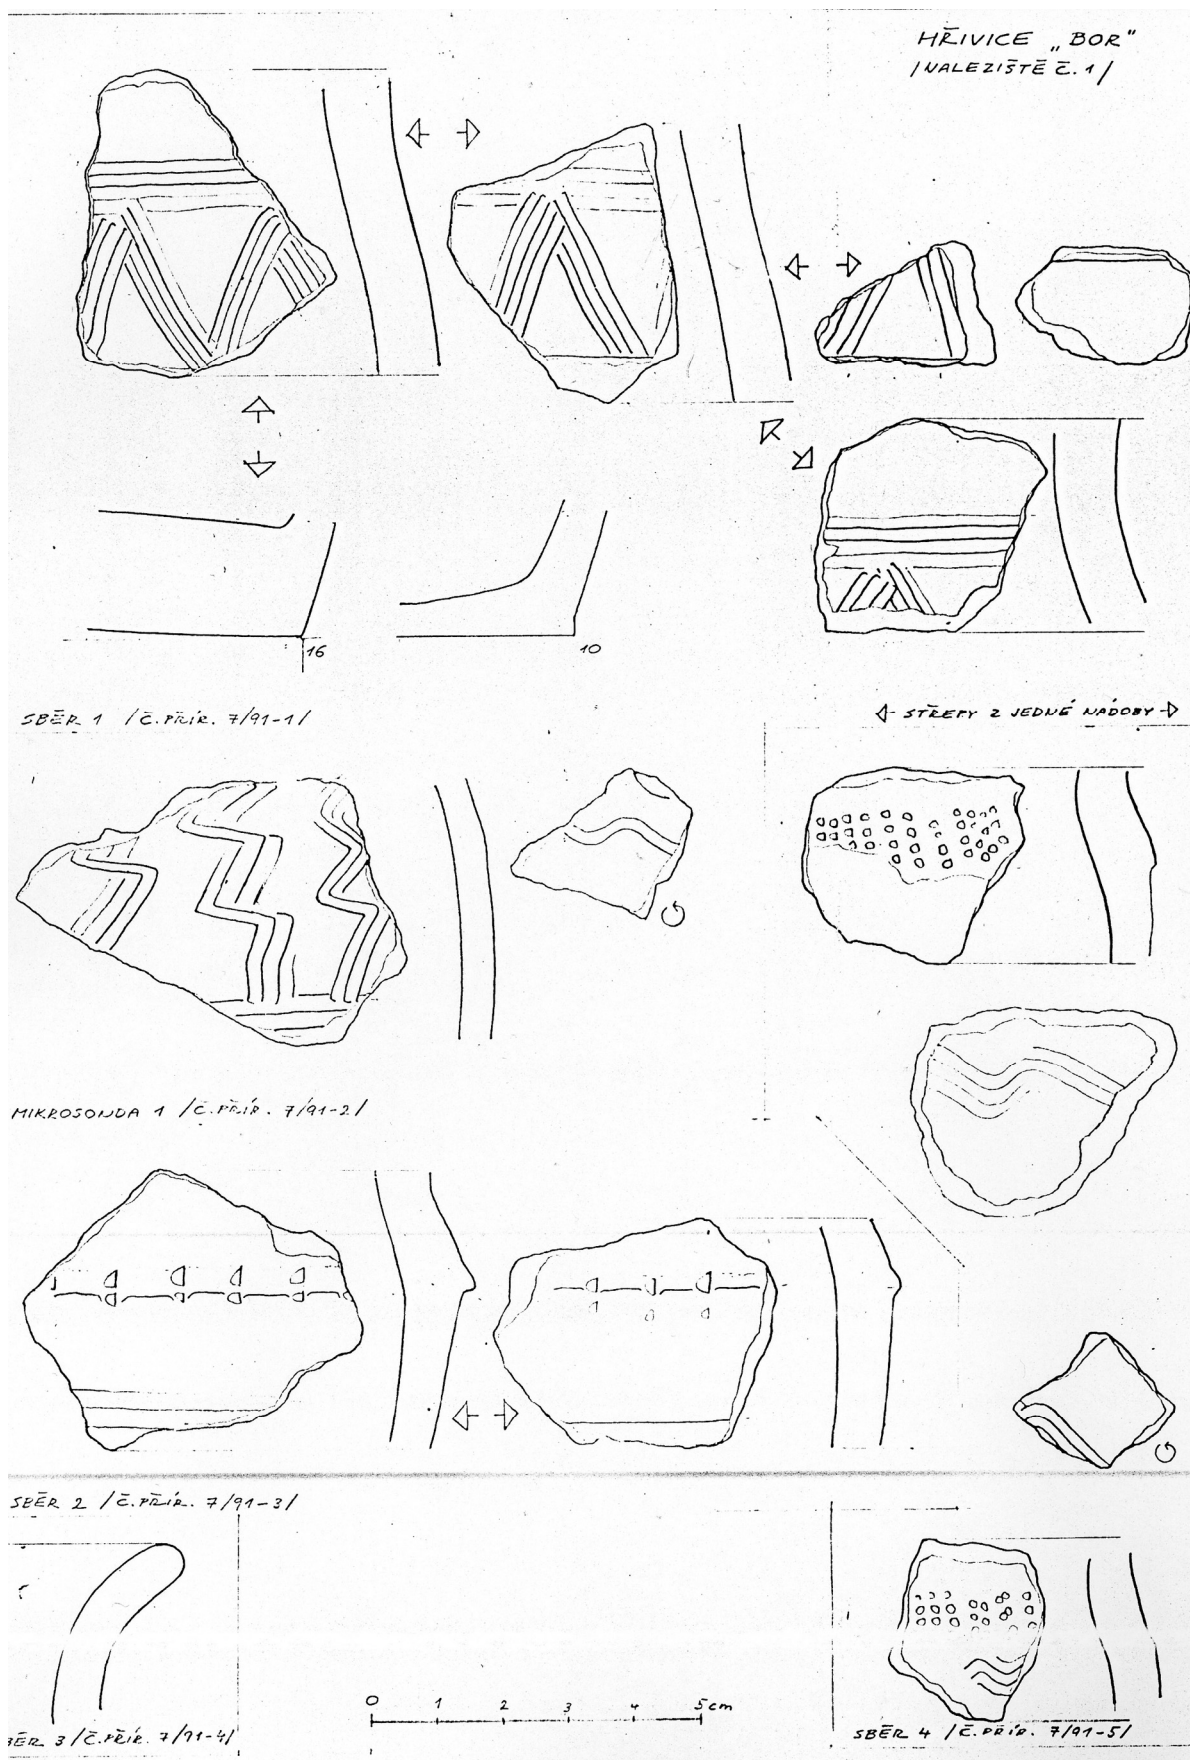 HŘIVICE „BOR“
/NALEZIŠTĚ Č. 1/
16
10
SBĚR 1 /Č.PŘÍR. 7/91-1/
STŘEPY Z JEDNÉ NÁDOBY
MIKROSONDA 1 /Č.PŘÍR. 7/91-2/
SBĚR 2 /Č.PŘÍR. 7/91-3/
0 1 2 3 4 5cm
BĚR 3/Č.PŘÍR. 7/91-4/
SBĚR 4 /Č.PŘÍR. 7/91-5/